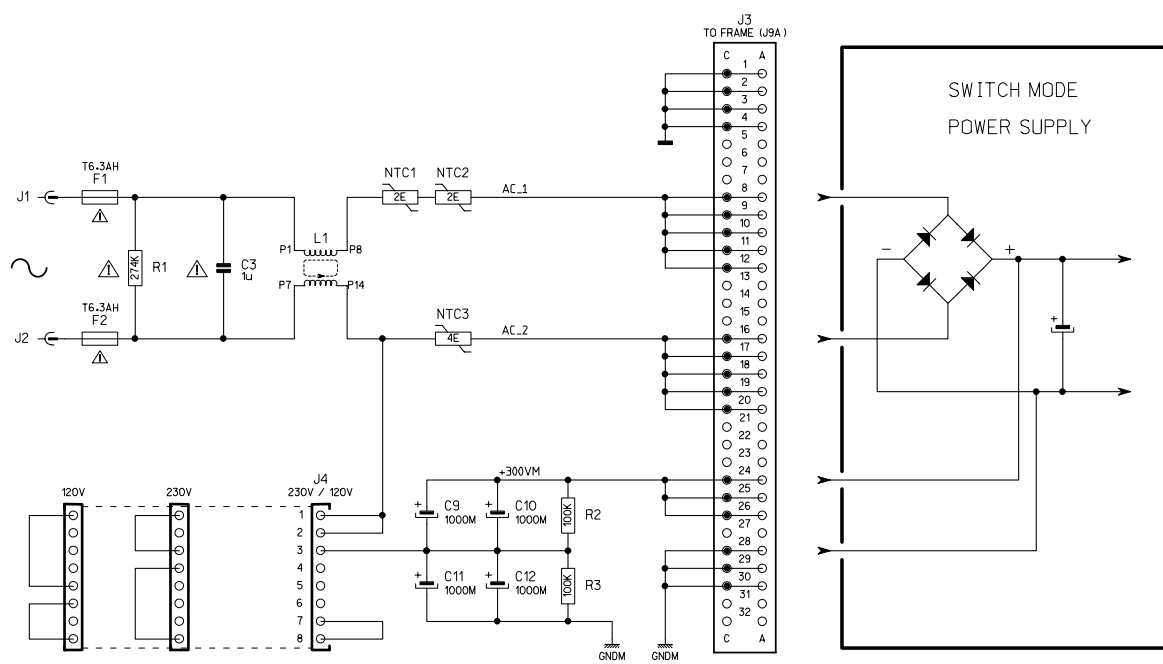 J3
TO FRAME (J9A)
C A
1
2
3
4
5
6
7
8
9
10
11
12
13
14
15
16
17
18
19
20
21
22
23
24
25
26
27
28
29
30
31
32
C A
SWITCH MODE
POWER SUPPLY
- +
+
T6.3AH
F1
J1
NTC1 NTC2
2E 2E
AC_1
L1
P1 P8
P7 P14
274K R1
C3
1u
T6.3AH
F2
J2
NTC3
4E
AC_2
+300VM
J4
120V 230V 230V / 120V
1
2
3
4
5
6
7
8
+ C9
1000M
+ C10
1000M
100K R2
+ C11
1000M
+ C12
1000M
100K R3
GNDM GNDM